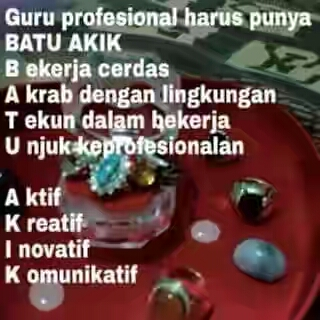 Guru profesional harus punya
BATU AKIK
B ekerja cerdas
A krab dengan lingkungan
T ekun dalam bekerja
U njuk keprofesionalan
A ktif
K reatif
I novatif
K omunikatif